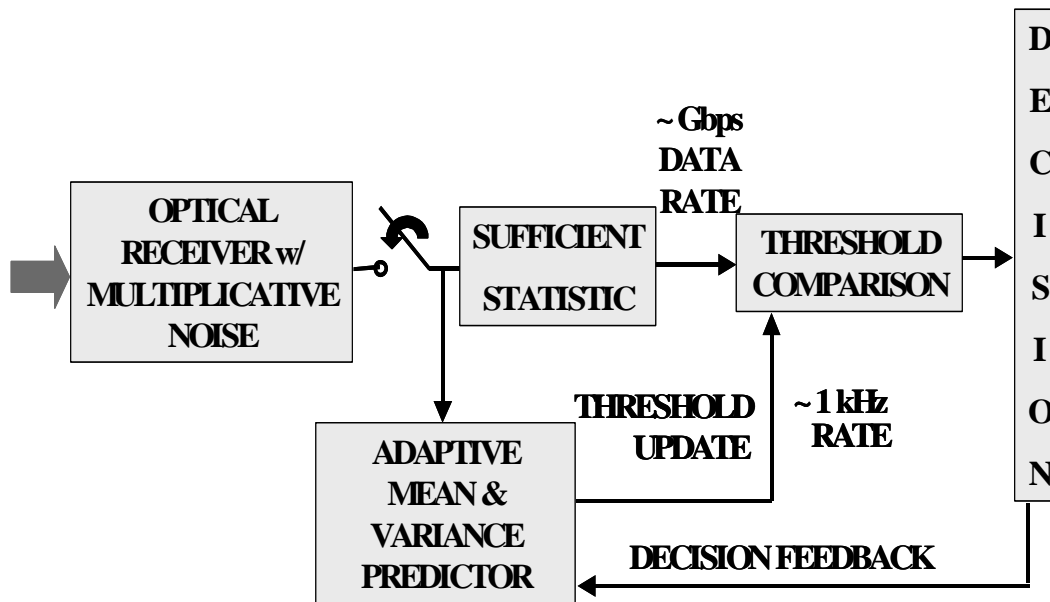 OPTICAL
RECEIVER w/
MULTIPLICATIVE
NOISE
SUFFICIENT
STATISTIC
~ Gbps
DATA
RATE
THRESHOLD
COMPARISON
D
E
C
I
S
I
O
N
ADAPTIVE
MEAN &
VARIANCE
PREDICTOR
THRESHOLD
UPDATE
~ 1 kHz
RATE
DECISION FEEDBACK